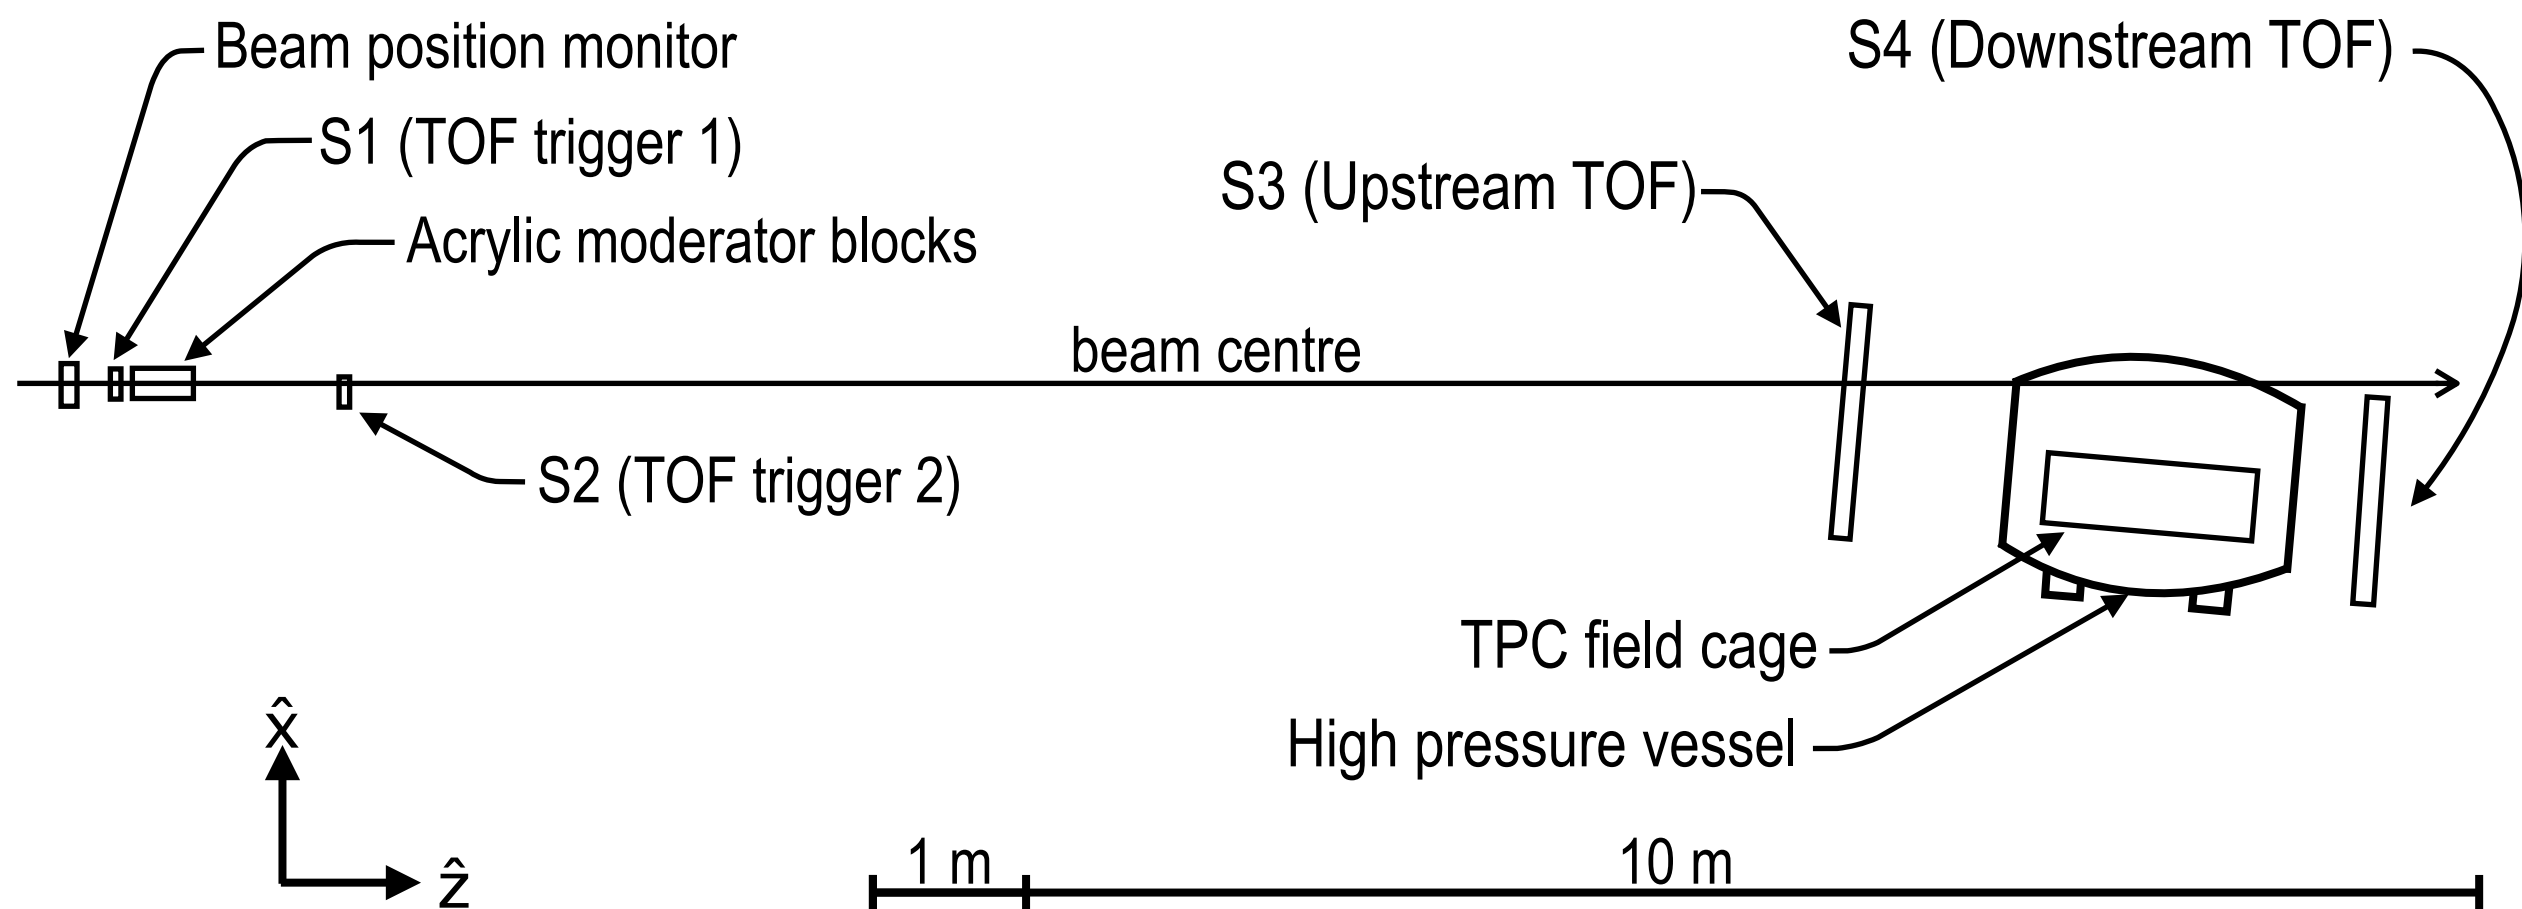 Beam position monitor
S4 (Downstream TOF)
S1 (TOF trigger 1)
S3 (Upstream TOF)
Acrylic moderator blocks
beam centre
S2 (TOF trigger 2)
TPC field cage
High pressure vessel
x̂
ẑ
1 m
10 m